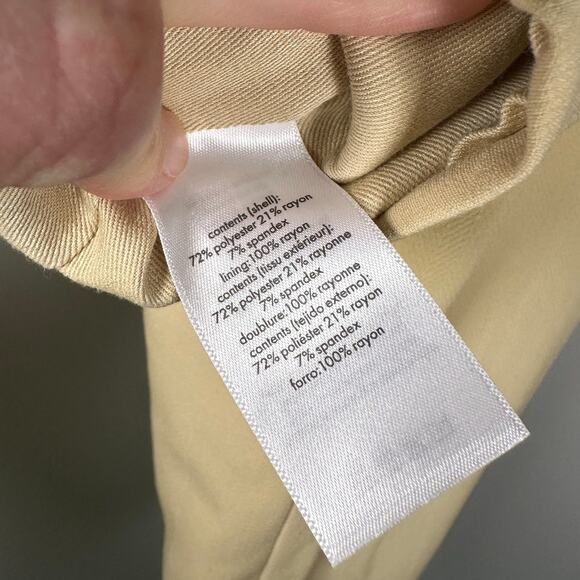 contents (shell):
72% polyester 21% rayon
7% spandex
lining:100% rayon
contents (tissu extérieur):
72% polyester 21% rayonne
7% spandex
doublure:100% rayonne
contents (tejido externo):
72% poliéster 21% rayon
7% spandex
forro:100% rayon